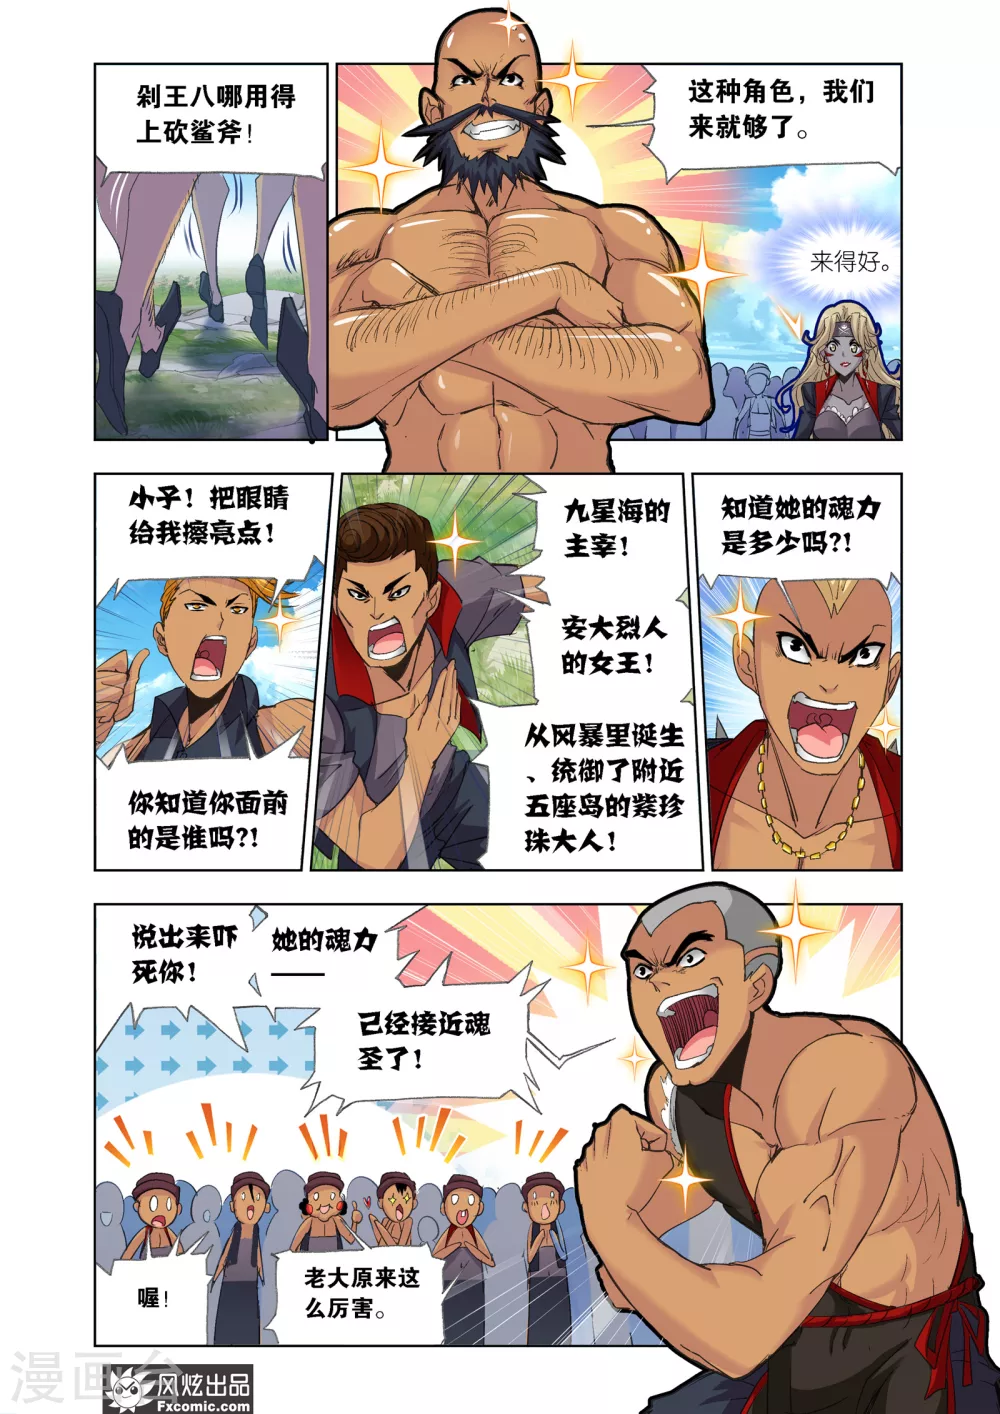 剁王八哪用得
上砍鲨斧！
这种角色，我们
来就够了。
来得好。
小子！把眼睛
给我擦亮点！
你知道你面前
的是谁吗？！
九星海的
主宰！
安大烈人
的女王！
从风暴里诞生
、统御了附近
五座岛的紫珍
珠大人！
知道她的魂力
是多少吗？！
说出来吓
死你！
她的魂力
——
已经接近魂
圣了！
喔！
老大原来这
么厉害。
漫画台
风炫出品
Fxcomic.com